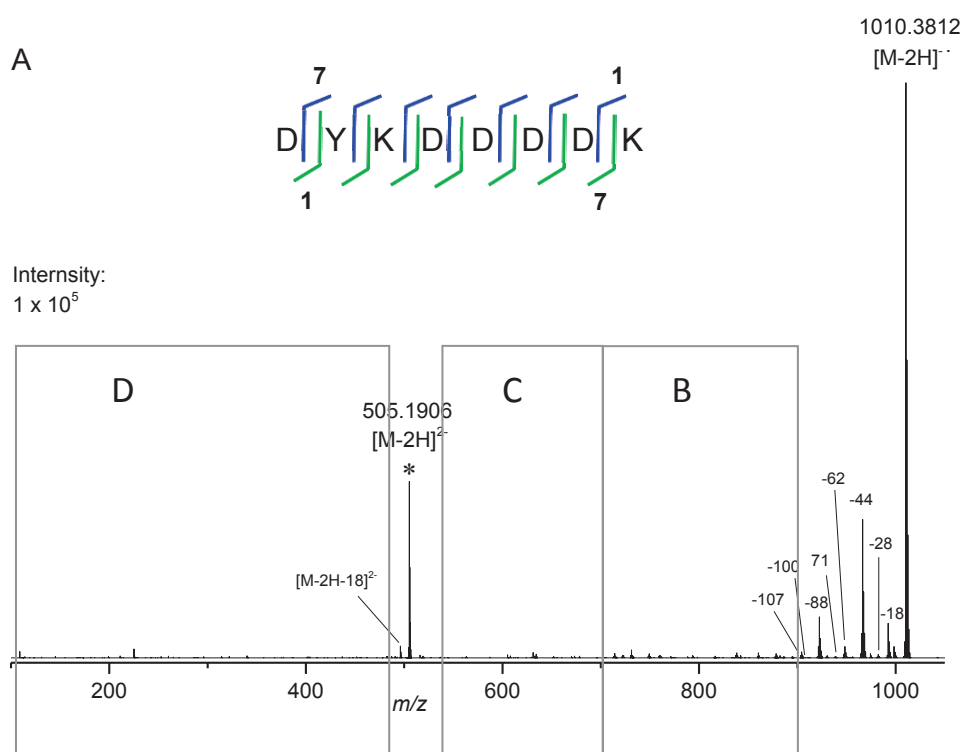 1010.3812
[M-2H]⁻·
A
7 1
D Y K D D D D K
1 7
Internsity:
1 x 10⁵
D C B
505.1906
[M-2H]²⁻
*
-62
-44
-28
[M-2H-18]²⁻
-100 71
-107 -88 -18
200 400 600 800 1000
m/z